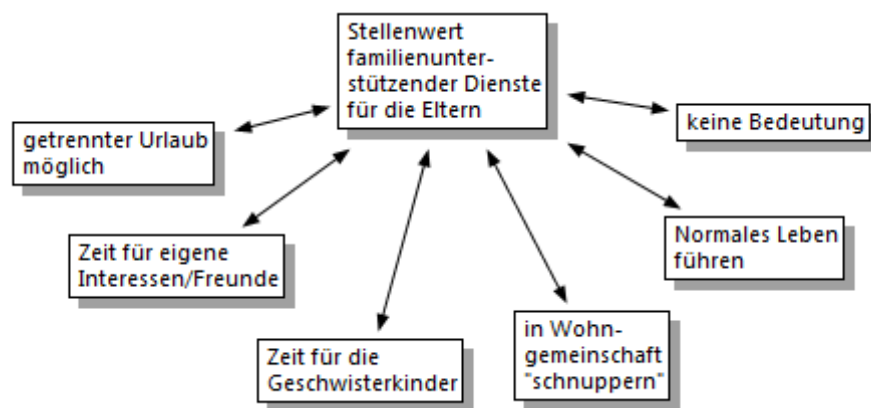 Stellenwert
familienunter-
stützender Dienste
für die Eltern
keine Bedeutung
getrennter Urlaub
möglich
Normales Leben
führen
Zeit für eigene
Interessen/Freunde
in Wohn-
gemeinschaft
"schnuppern"
Zeit für die
Geschwisterkinder